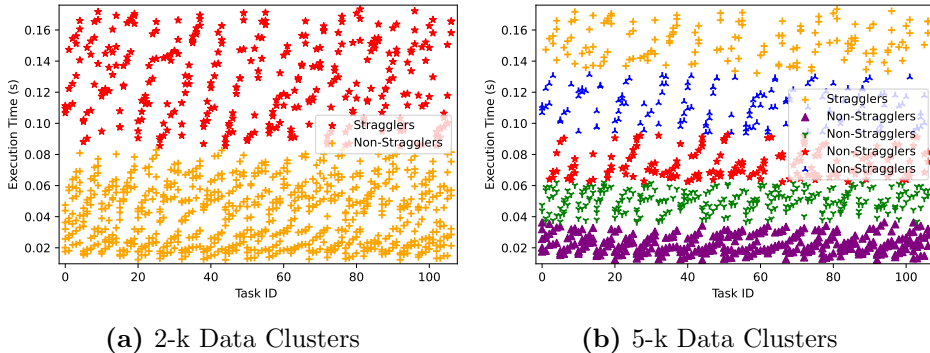 0.16
0.14
0.12
0.10
0.08
0.06
0.04
0.02
Execution Time (s)
Stragglers
Non-Stragglers
0 20 40 60 80 100
Task ID
(a) 2-k Data Clusters
0.16
0.14
0.12
0.10
0.08
0.06
0.04
0.02
Execution Time (s)
Stragglers
Non-Stragglers
Non-Stragglers
Non-Stragglers
Non-Stragglers
0 20 40 60 80 100
Task ID
(b) 5-k Data Clusters